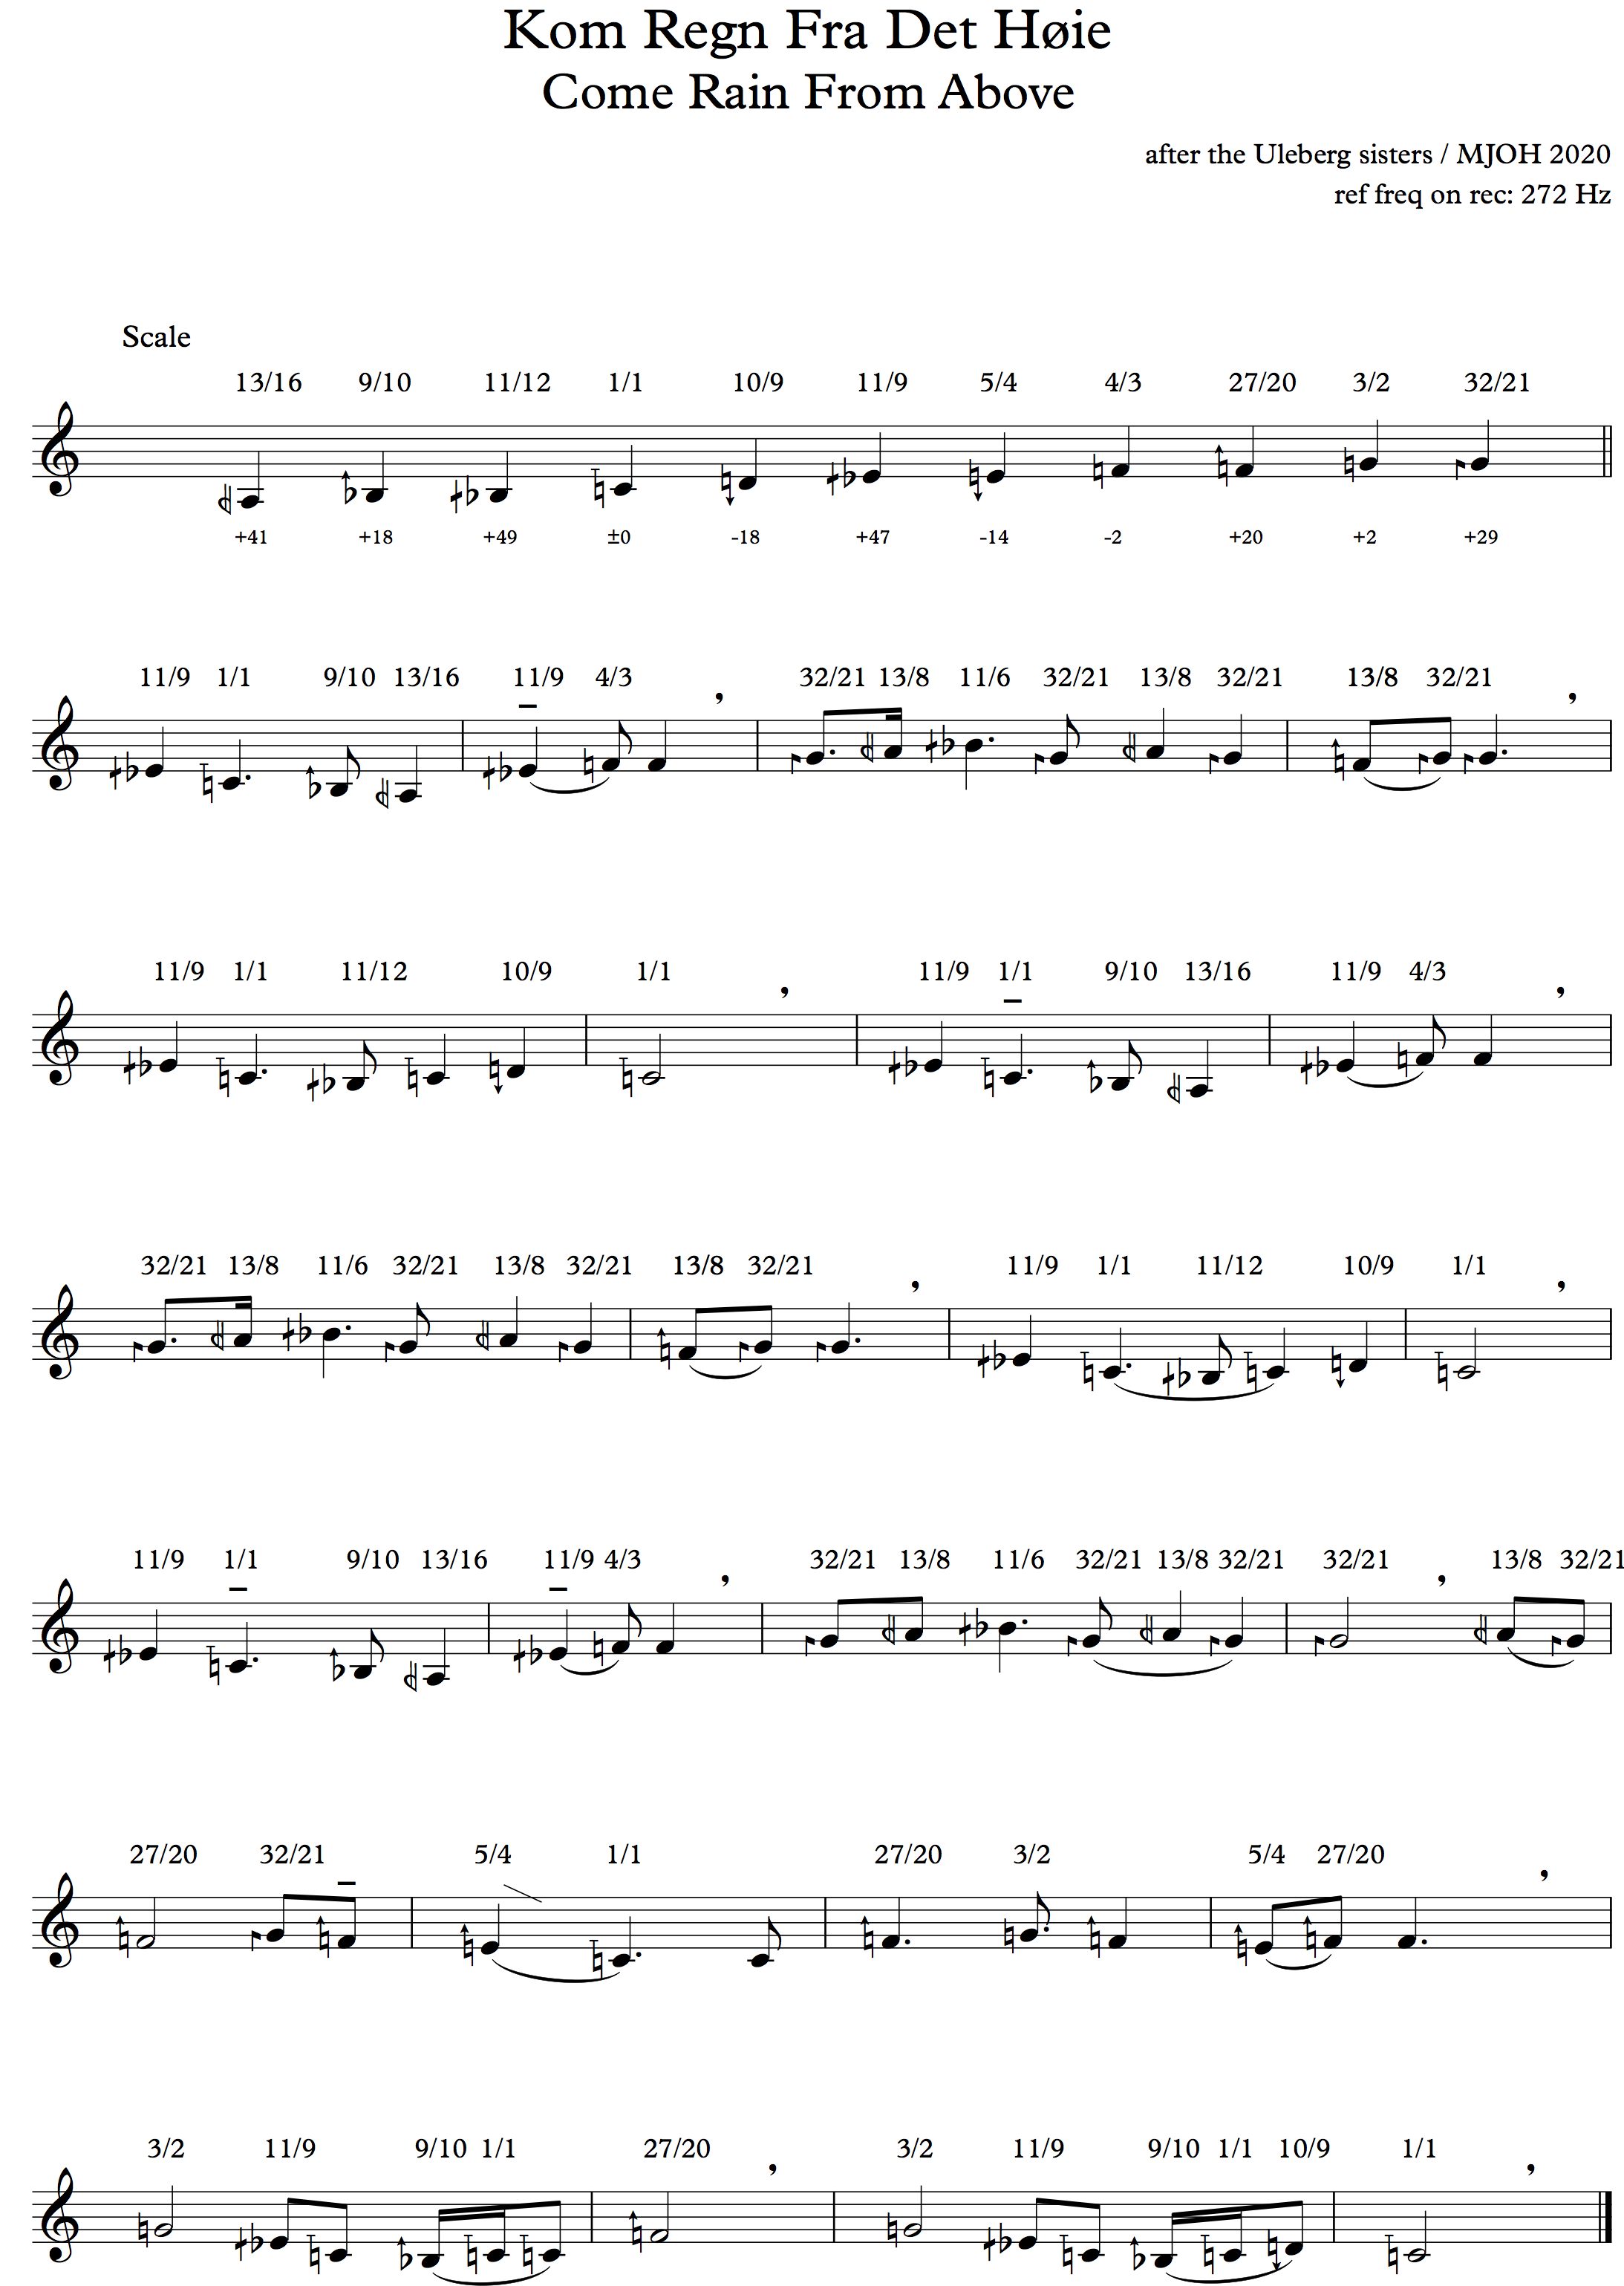 Kom Regn Fra Det Høie
Come Rain From Above
after the Uleberg sisters / MJOH 2020
ref freq on rec: 272 Hz
Scale
13/16 9/10 11/12 1/1 10/9 11/9 5/4 4/3 27/20 3/2 32/21
+41 +18 +49 ±0 -18 +47 -14 -2 +20 +2 +29
11/9 1/1 9/10 13/16 11/9 4/3 32/21 13/8 11/6 32/21 13/8 32/21 13/8 32/21
11/9 1/1 11/12 10/9 1/1 11/9 1/1 9/10 13/16 11/9 4/3
32/21 13/8 11/6 32/21 13/8 32/21 13/8 32/21 11/9 1/1 11/12 10/9 1/1
11/9 1/1 9/10 13/16 11/9 4/3 32/21 13/8 11/6 32/21 13/8 32/21 32/21 13/8 32/21
27/20 32/21 5/4 1/1 27/20 3/2 5/4 27/20
3/2 11/9 9/10 1/1 27/20 3/2 11/9 9/10 1/1 10/9 1/1